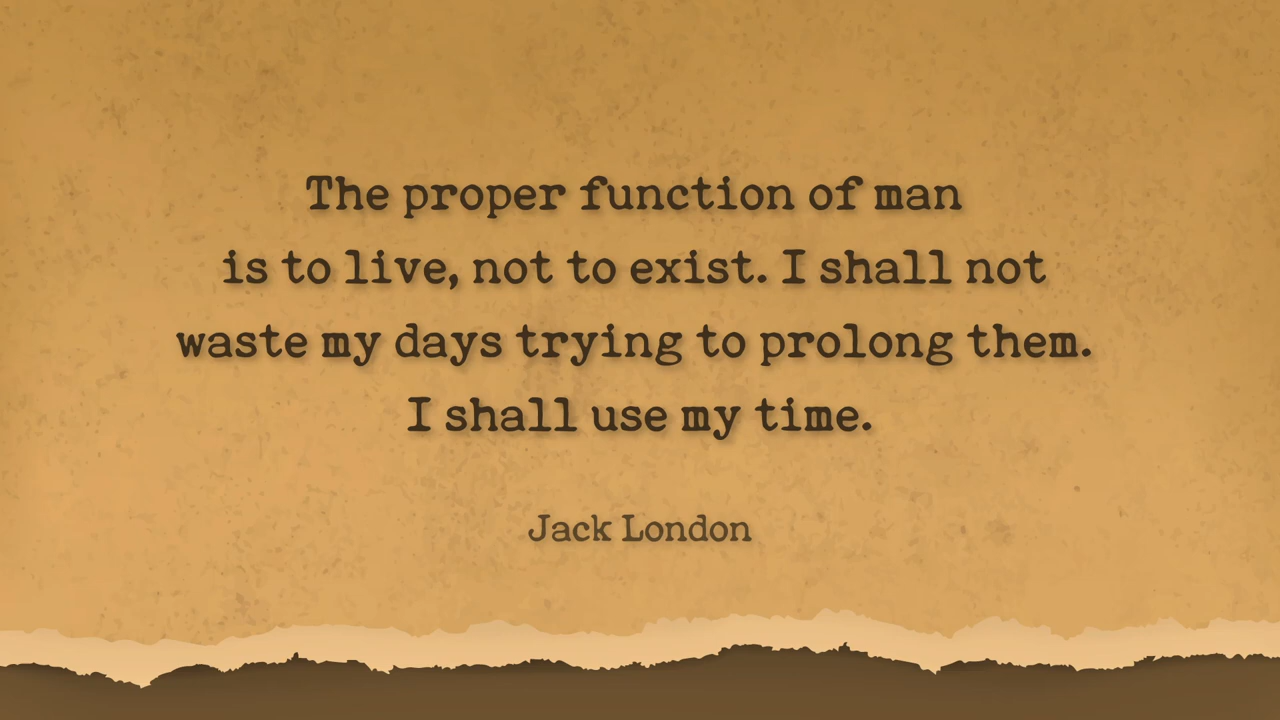 The proper function of man
is to live, not to exist. I shall not
waste my days trying to prolong them.
I shall use my time.
Jack London